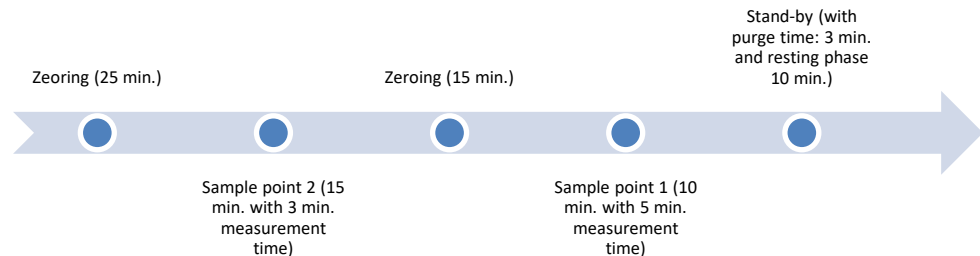 Zeoring (25 min.)
Sample point 2 (15
min. with 3 min.
measurement
time)
Zeroing (15 min.)
Sample point 1 (10
min. with 5 min.
measurement
time)
Stand-by (with
purge time: 3 min.
and resting phase
10 min.)